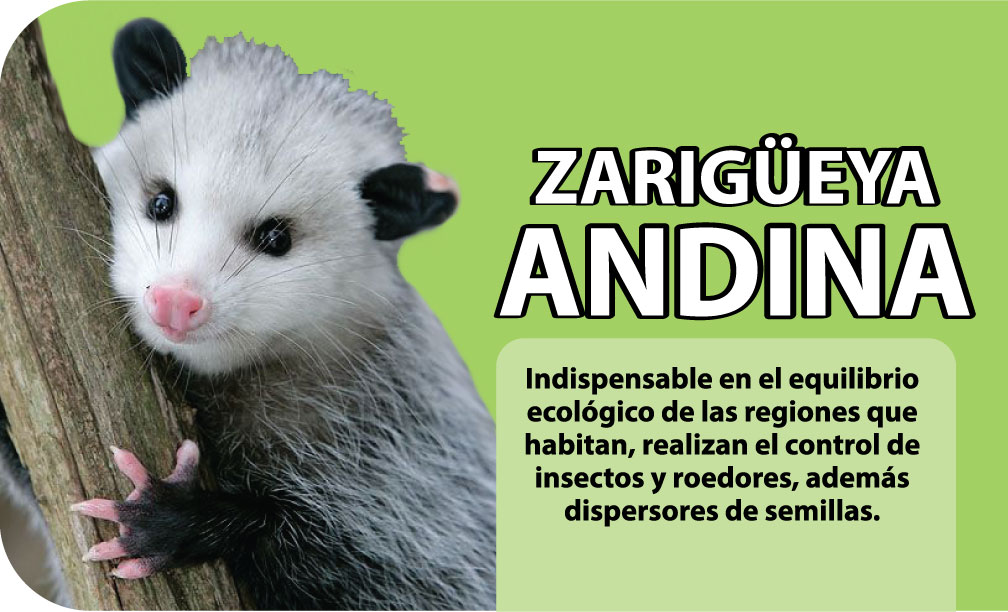 ZARIGÜEYA
ANDINA
Indispensable en el equilibrio
ecológico de las regiones que
habitan, realizan el control de
insectos y roedores, además
dispersores de semillas.